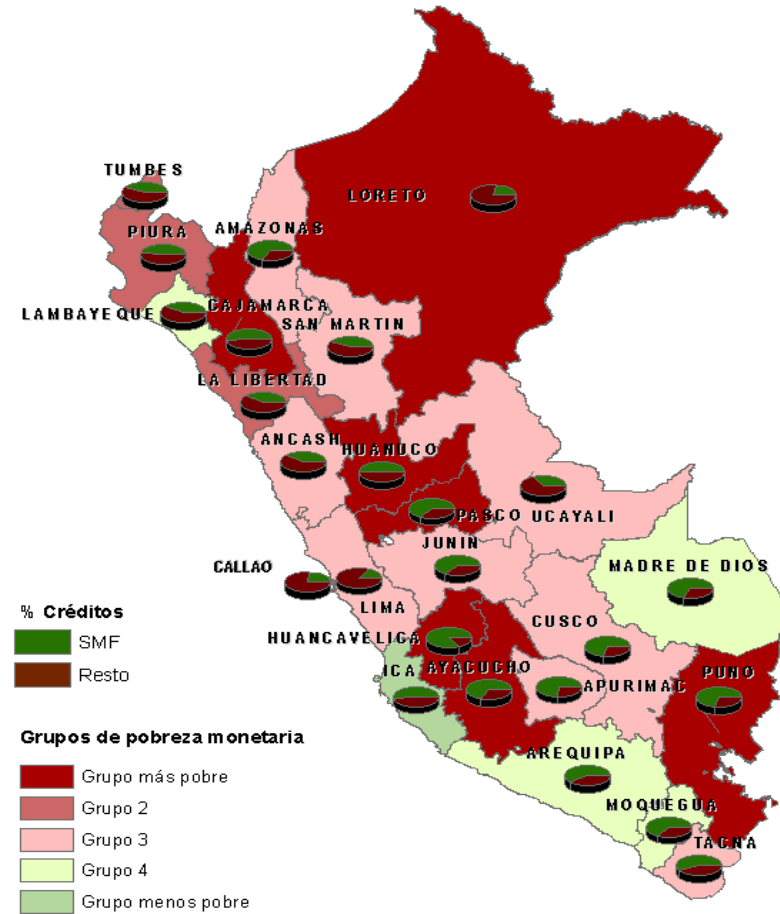 TUMBES
LORETO
PIURA
AMAZONAS
LAMBAYEQUE
CAJAMARCA
SAN MARTIN
LA LIBERTAD
ANCASH
HUANUCO
PASCO
UCAYALI
JUNIN
MADRE DE DIOS
CALLAO
LIMA
CUSCO
HUANCAVELICA
ICA
AYACUCHO
APURIMAC
PUNO
AREQUIPA
MOQUEGUA
TACNA
% Créditos
SMF
Resto
Grupos de pobreza monetaria
Grupo más pobre
Grupo 2
Grupo 3
Grupo 4
Grupo menos pobre